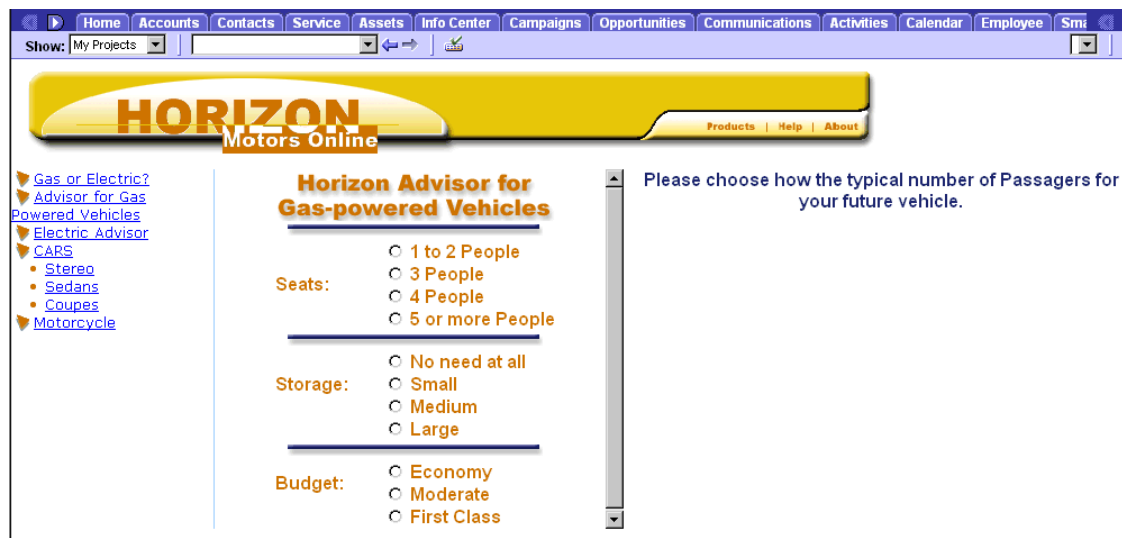 Home Accounts Contacts Service Assets Info Center Campaigns Opportunities Communications Activities Calendar Employee
Show: My Projects
HORIZON
Motors Online
Products | Help | About
Gas or Electric?
Advisor for Gas
Powered Vehicles
Electric Advisor
CARS
• Stereo
• Sedans
• Coupes
Motorcycle
Horizon Advisor for
Gas-powered Vehicles
Seats:
1 to 2 People
3 People
4 People
5 or more People
Storage:
No need at all
Small
Medium
Large
Budget:
Economy
Moderate
First Class
Please choose how the typical number of Passagers for
your future vehicle.